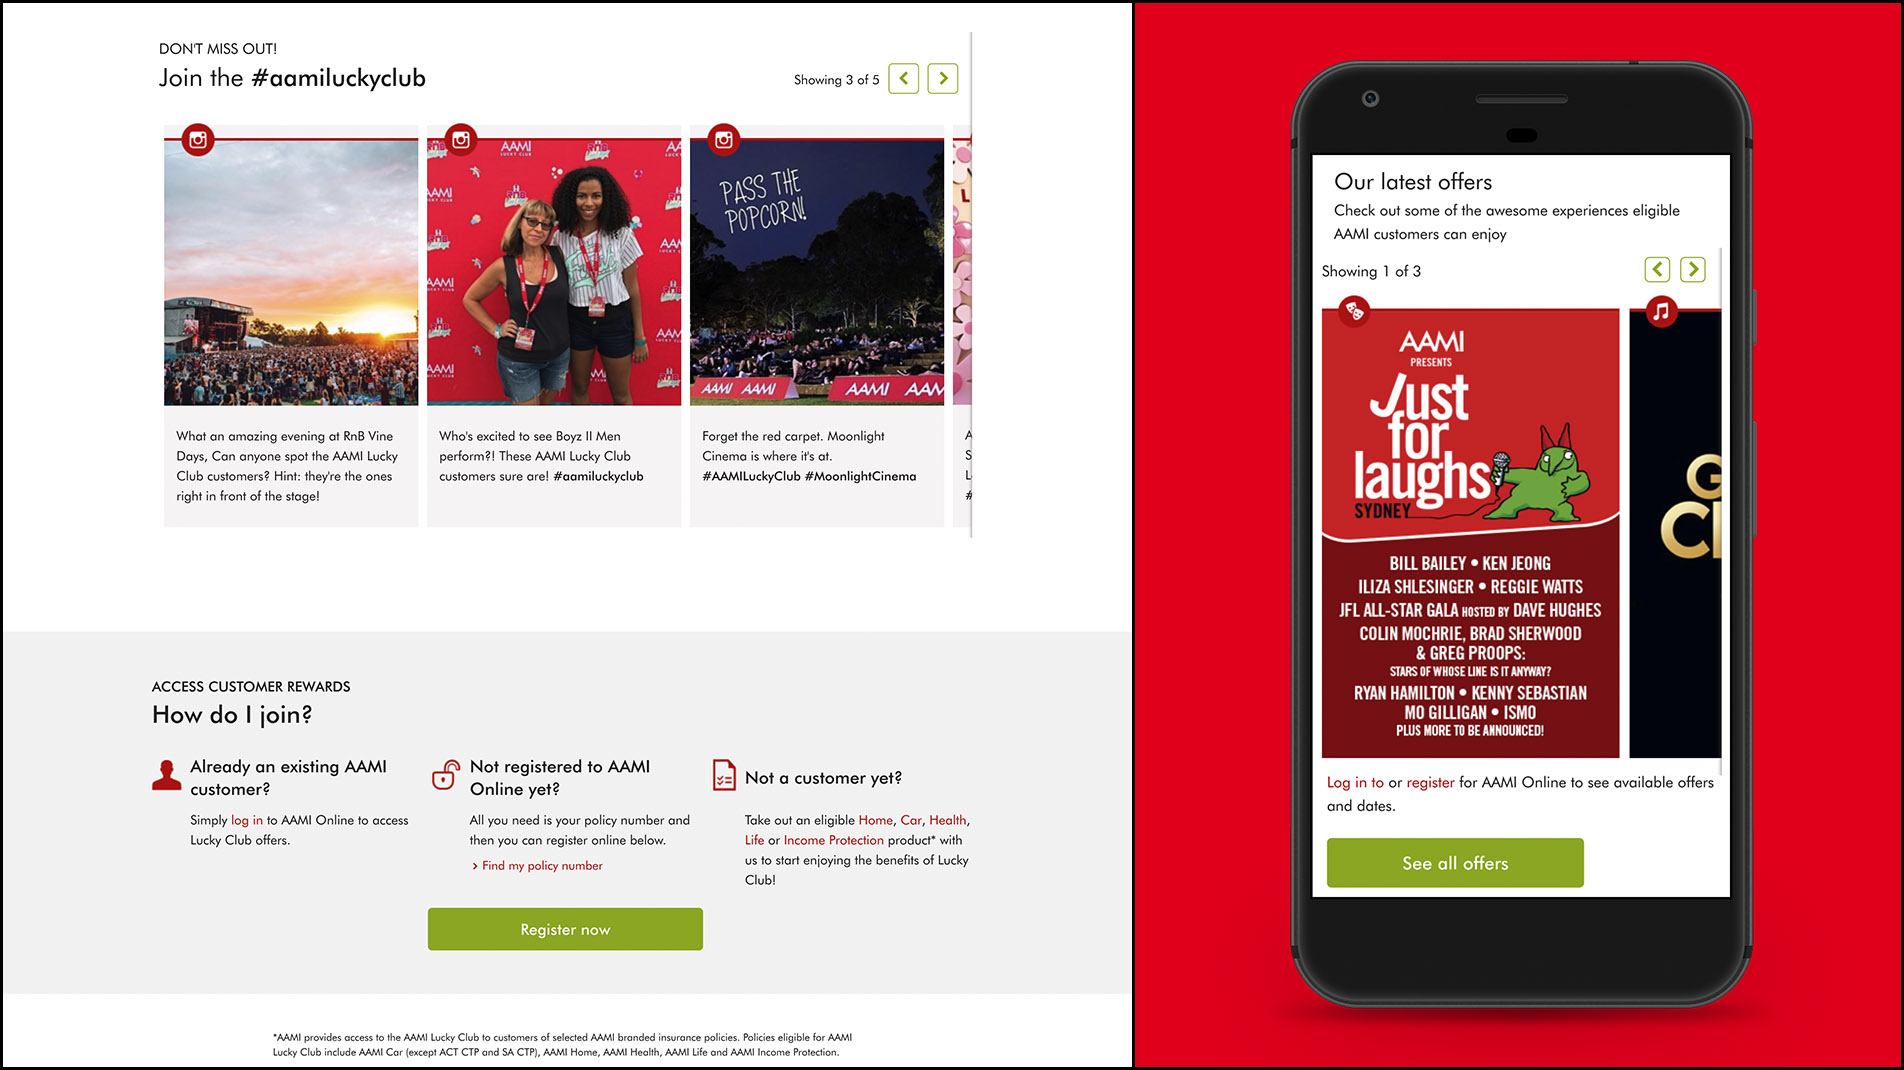 DON'T MISS OUT!
Join the #aamiluckyclub
Showing 3 of 5
AAMI
LUCKY CLUB
AAMI
AAMI
PASS THE
POPCORN!
AAMI AAMI
AAMI AAMI
What an amazing evening at RnB Vine
Days, Can anyone spot the AAMI Lucky
Club customers? Hint: they're the ones
right in front of the stage!
Who's excited to see Boyz II Men
perform?! These AAMI Lucky Club
customers sure are! #aamiluckyclub
Forget the red carpet. Moonlight
Cinema is where it's at.
#AAMILuckyClub #MoonlightCinema
ACCESS CUSTOMER REWARDS
How do I join?
Already an existing AAMI
customer?
Simply log in to AAMI Online to access
Lucky Club offers.
Not registered to AAMI
Online yet?
All you need is your policy number and
then you can register online below.
> Find my policy number
Register now
Not a customer yet?
Take out an eligible Home, Car, Health,
Life or Income Protection product* with
us to start enjoying the benefits of Lucky
Club!
*AAMI provides access to the AAMI Lucky Club to customers of selected AAMI branded insurance policies. Policies eligible for AAMI
Lucky Club include AAMI Car (except ACT CTP and SA CTP), AAMI Home, AAMI Health, AAMI Life and AAMI Income Protection.
Our latest offers
Check out some of the awesome experiences eligible
AAMI customers can enjoy
Showing 1 of 3
AAMI
PRESENTS
Just
for
laughs
SYDNEY
BILL BAILEY • KEN JEONG
ILIZA SHLESINGER • REGGIE WATTS
JFL ALL-STAR GALA HOSTED BY DAVE HUGHES
COLIN MOCHRIE, BRAD SHERWOOD
& GREG PROOPS:
STARS OF WHOSE LINE IS IT ANYWAY?
RYAN HAMILTON • KENNY SEBASTIAN
MO GILLIGAN • ISMO
PLUS MORE TO BE ANNOUNCED!
Log in to or register for AAMI Online to see available offers
and dates.
See all offers